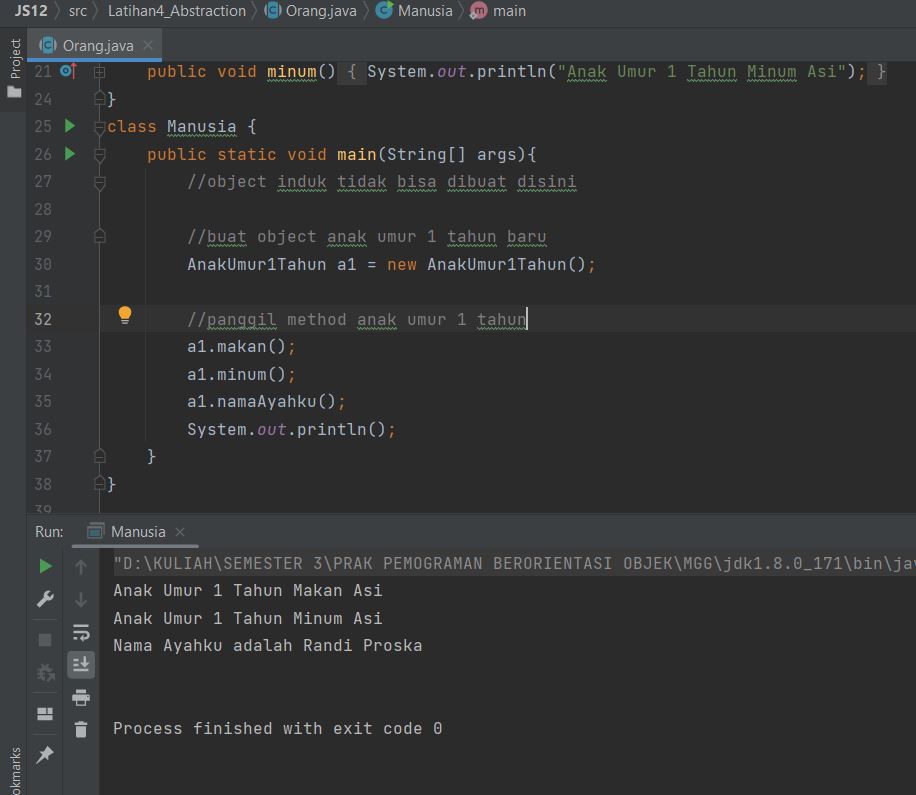 JS12 src Latihan4_Abstraction Orang.java Manusia main
Project
Orang.java
21 public void minum() { System.out.println("Anak Umur 1 Tahun Minum Asi"); }
24 }
25 class Manusia {
26 public static void main(String[] args){
27 //object induk tidak bisa dibuat disini
28
29 //buat object anak umur 1 tahun baru
30 AnakUmur1Tahun a1 = new AnakUmur1Tahun();
31
32 //panggil method anak umur 1 tahun
33 a1.makan();
34 a1.minum();
35 a1.namaAyahku();
36 System.out.println();
37 }
38 }
39
Run: Manusia
"D:\KULIAH\SEMESTER 3\PRAK PEMOGRAMAN BERORIENTASI OBJEK\MGG\jdk1.8.0_171\bin\jav
Anak Umur 1 Tahun Makan Asi
Anak Umur 1 Tahun Minum Asi
Nama Ayahku adalah Randi Proska
Process finished with exit code 0
okmarks